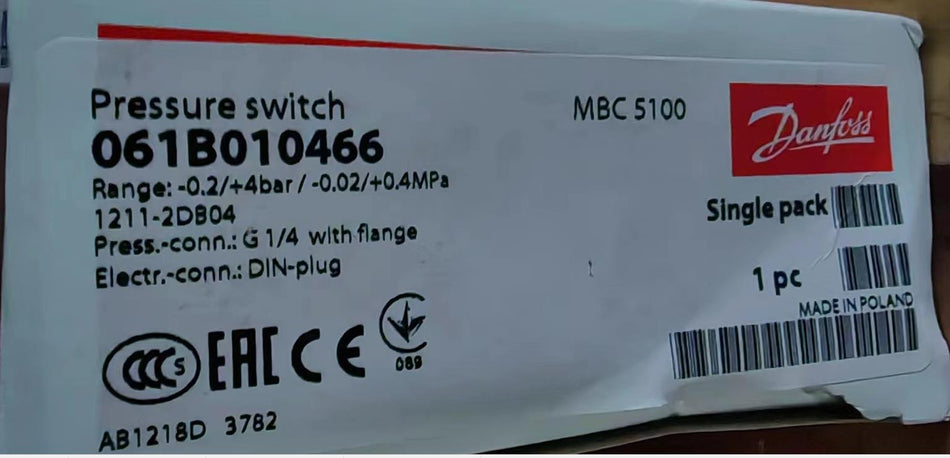 Pressure switch
MBC 5100
Danfoss
061B010466
Range: -0.2/+4bar / -0.02/+0.4MPa
1211-2DB04
Press.-conn.: G 1/4 with flange
Electr.-conn.: DIN-plug
Single pack
1 pc
MADE IN POLAND
CCC S
EAC CE
089
AB1218D 3782